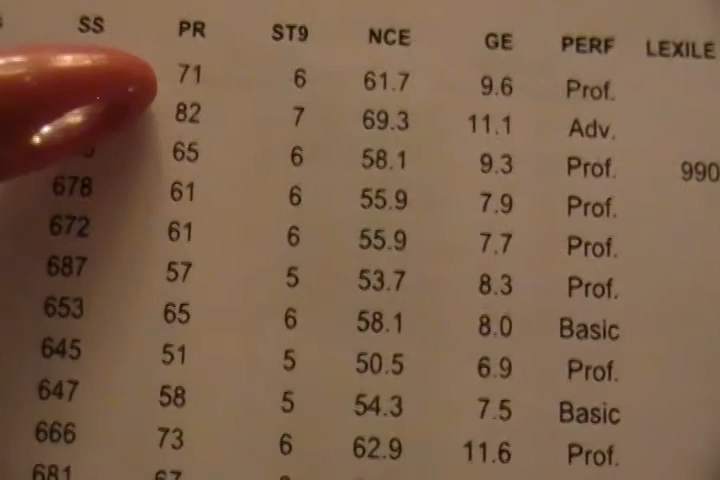 SS PR ST9 NCE GE PERF LEXILE
71 6 61.7 9.6 Prof.
82 7 69.3 11.1 Adv.
65 6 58.1 9.3 Prof. 990
678 61 6 55.9 7.9 Prof.
672 61 6 55.9 7.7 Prof.
687 57 5 53.7 8.3 Prof.
653 65 6 58.1 8.0 Basic
645 51 5 50.5 6.9 Prof.
647 58 5 54.3 7.5 Basic
666 73 6 62.9 11.6 Prof.
681 67